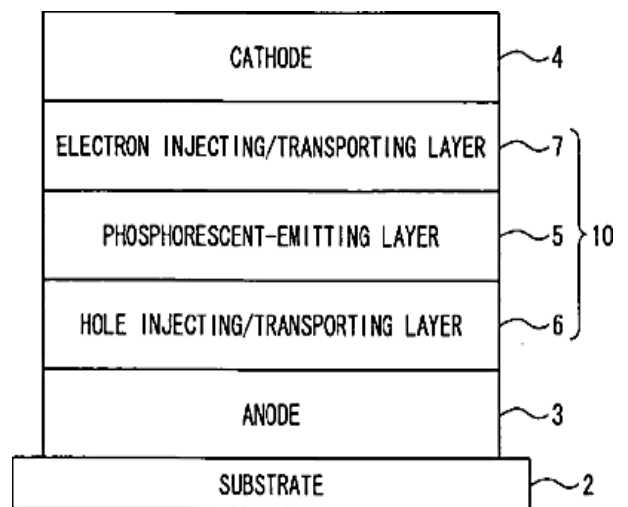 CATHODE 4
ELECTRON INJECTING/TRANSPORTING LAYER 7
PHOSPHORESCENT-EMITTING LAYER 5 10
HOLE INJECTING/TRANSPORTING LAYER 6
ANODE 3
SUBSTRATE 2